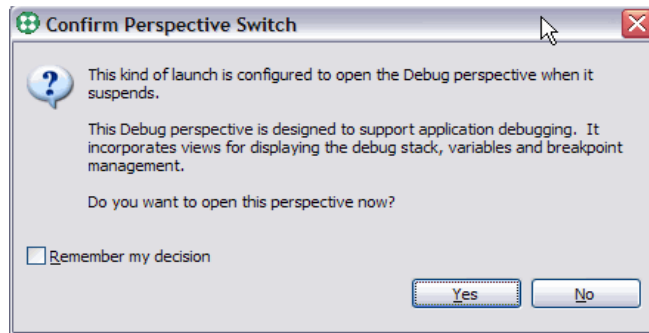 Confirm Perspective Switch
This kind of launch is configured to open the Debug perspective when it
suspends.
This Debug perspective is designed to support application debugging. It
incorporates views for displaying the debug stack, variables and breakpoint
management.
Do you want to open this perspective now?
Remember my decision
Yes No